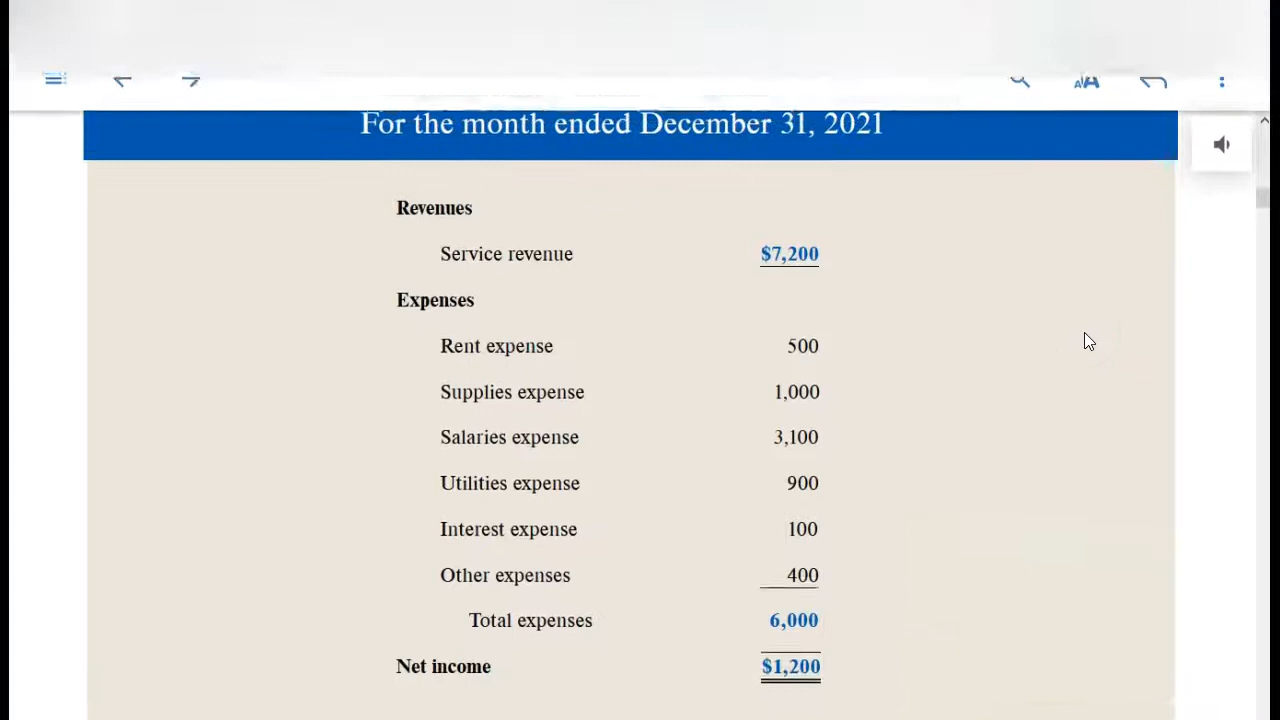 For the month ended December 31, 2021
Revenues
Service revenue $7,200
Expenses
Rent expense 500
Supplies expense 1,000
Salaries expense 3,100
Utilities expense 900
Interest expense 100
Other expenses 400
Total expenses 6,000
Net income $1,200